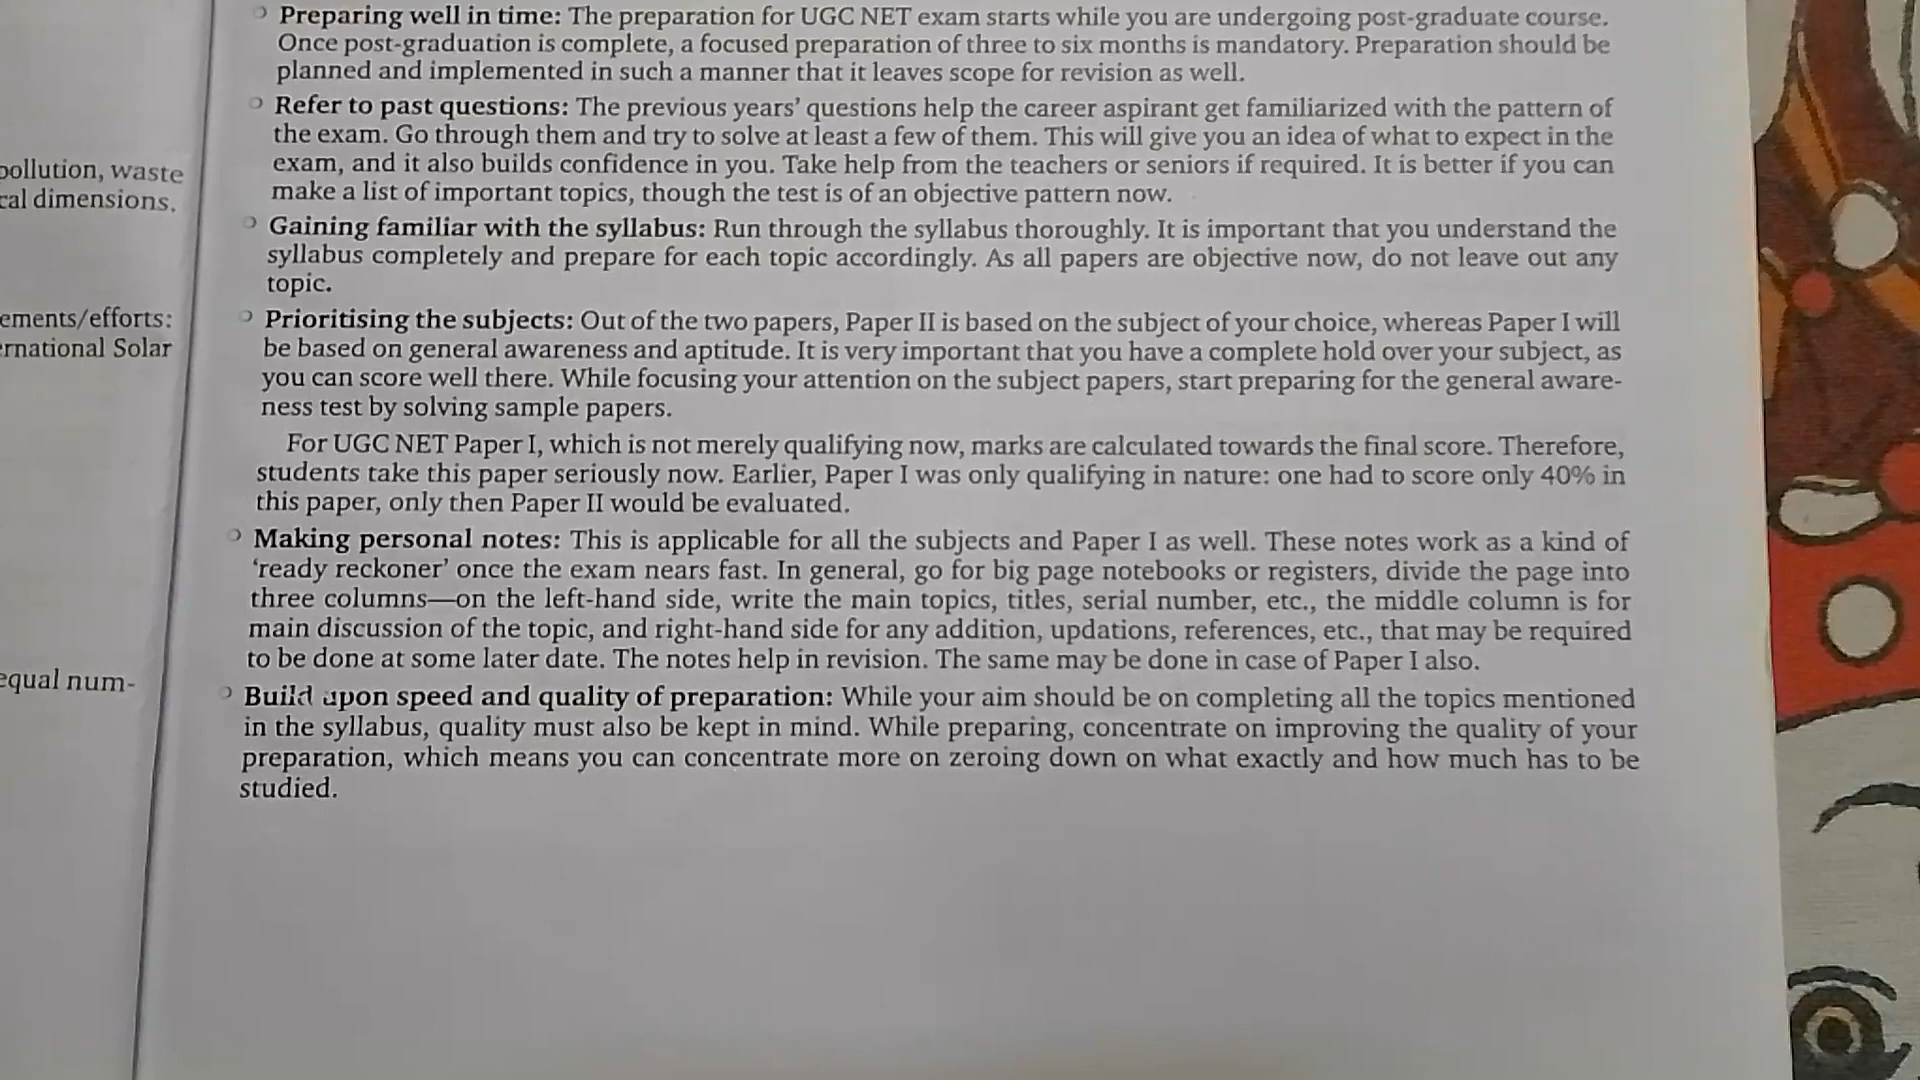 pollution, waste
cal dimensions.
ements/efforts:
ernational Solar
equal num-
Preparing well in time: The preparation for UGC NET exam starts while you are undergoing post-graduate course.
Once post-graduation is complete, a focused preparation of three to six months is mandatory. Preparation should be
planned and implemented in such a manner that it leaves scope for revision as well.
Refer to past questions: The previous years’ questions help the career aspirant get familiarized with the pattern of
the exam. Go through them and try to solve at least a few of them. This will give you an idea of what to expect in the
exam, and it also builds confidence in you. Take help from the teachers or seniors if required. It is better if you can
make a list of important topics, though the test is of an objective pattern now.
Gaining familiar with the syllabus: Run through the syllabus thoroughly. It is important that you understand the
syllabus completely and prepare for each topic accordingly. As all papers are objective now, do not leave out any
topic.
Prioritising the subjects: Out of the two papers, Paper II is based on the subject of your choice, whereas Paper I will
be based on general awareness and aptitude. It is very important that you have a complete hold over your subject, as
you can score well there. While focusing your attention on the subject papers, start preparing for the general aware-
ness test by solving sample papers.
For UGC NET Paper I, which is not merely qualifying now, marks are calculated towards the final score. Therefore,
students take this paper seriously now. Earlier, Paper I was only qualifying in nature: one had to score only 40% in
this paper, only then Paper II would be evaluated.
Making personal notes: This is applicable for all the subjects and Paper I as well. These notes work as a kind of
‘ready reckoner’ once the exam nears fast. In general, go for big page notebooks or registers, divide the page into
three columns—on the left-hand side, write the main topics, titles, serial number, etc., the middle column is for
main discussion of the topic, and right-hand side for any addition, updations, references, etc., that may be required
to be done at some later date. The notes help in revision. The same may be done in case of Paper I also.
Build upon speed and quality of preparation: While your aim should be on completing all the topics mentioned
in the syllabus, quality must also be kept in mind. While preparing, concentrate on improving the quality of your
preparation, which means you can concentrate more on zeroing down on what exactly and how much has to be
studied.